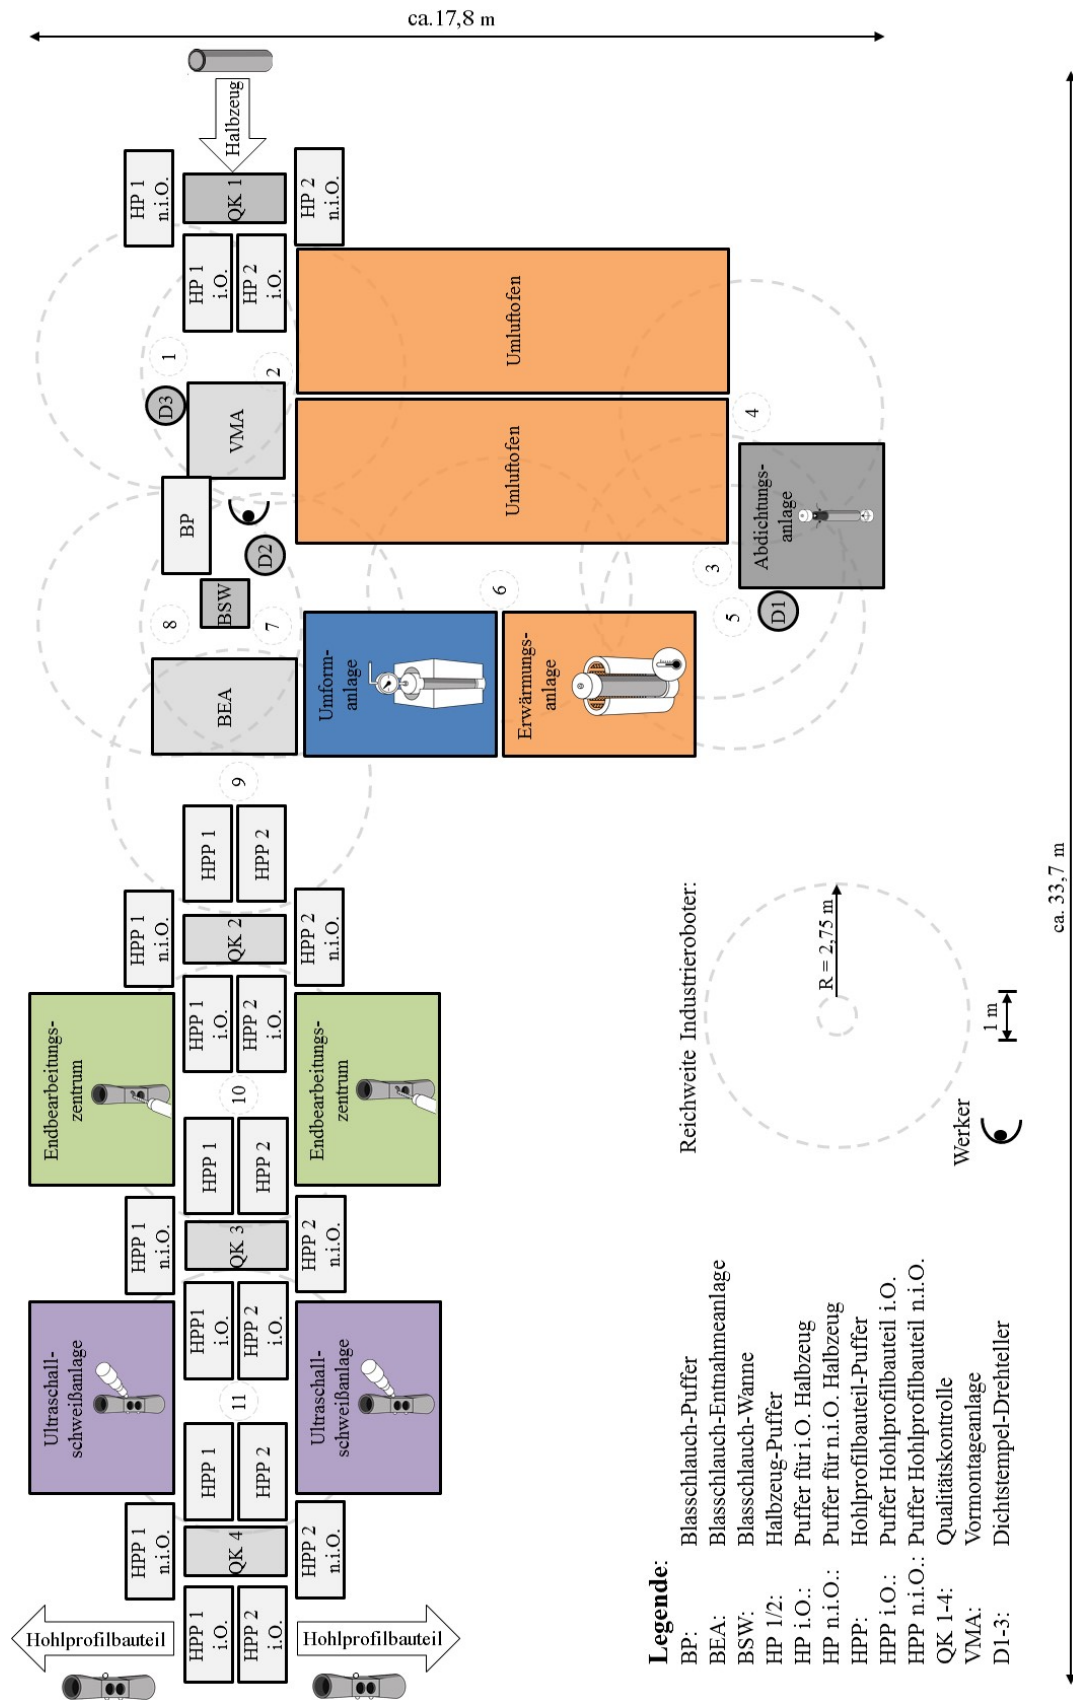 ca.17,8 m
Halbzeug
HP 1
n.i.O.
QK 1
HP 2
n.i.O.
HP 1
i.O.
HP 2
i.O.
Umluftofen
1
2
D3
VMA
Umluftofen
4
BP
D2
Abdichtungs-
anlage
3
BSW
8
7
6
5
D1
BEA
Umform-
anlage
Erwärmungs-
anlage
9
HPP 1
HPP 2
HPP 1
n.i.O.
QK 2
HPP 2
n.i.O.
HPP 1
i.O.
HPP 2
i.O.
Endbearbeitungs-
zentrum
Endbearbeitungs-
zentrum
10
HPP 1
HPP 2
HPP 1
n.i.O.
QK 3
HPP 2
n.i.O.
HPP1
i.O.
HPP 2
i.O.
Ultraschall-
schweißanlage
Ultraschall-
schweißanlage
11
HPP 1
HPP 2
HPP 1
n.i.O.
QK 4
HPP 2
n.i.O.
HPP 1
i.O.
HPP 2
i.O.
Hohlprofilbauteil
Hohlprofilbauteil
ca. 33,7 m
Reichweite Industrieroboter:
R = 2,75 m
1 m
Werker
Legende:
BP: Blasschlauch-Puffer
BEA: Blasschlauch-Entnahmeanlage
BSW: Blasschlauch-Wanne
HP 1/2: Halbzeug-Puffer
HP i.O.: Puffer für i.O. Halbzeug
HP n.i.O.: Puffer für n.i.O. Halbzeug
HPP: Hohlprofilbauteil-Puffer
HPP i.O.: Puffer Hohlprofilbauteil i.O.
HPP n.i.O.: Puffer Hohlprofilbauteil n.i.O.
QK 1-4: Qualitätskontrolle
VMA: Vormontageanlage
D1-3: Dichtstempel-Drehteller